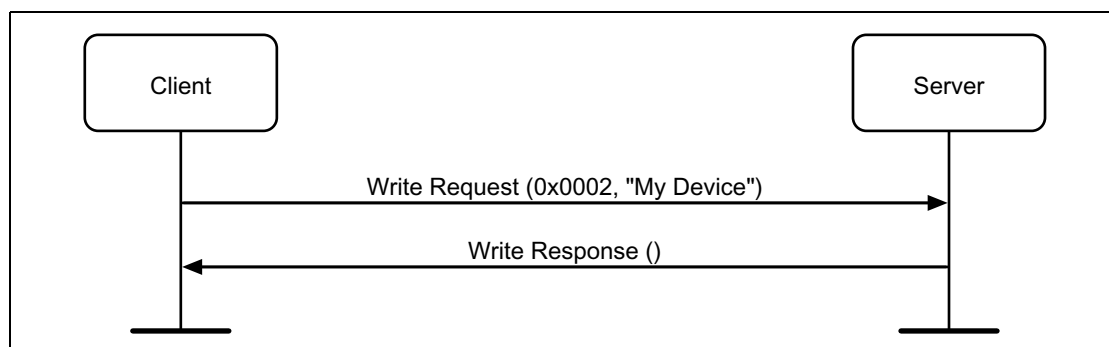 Client
Server
Write Request (0x0002, "My Device")
Write Response ()